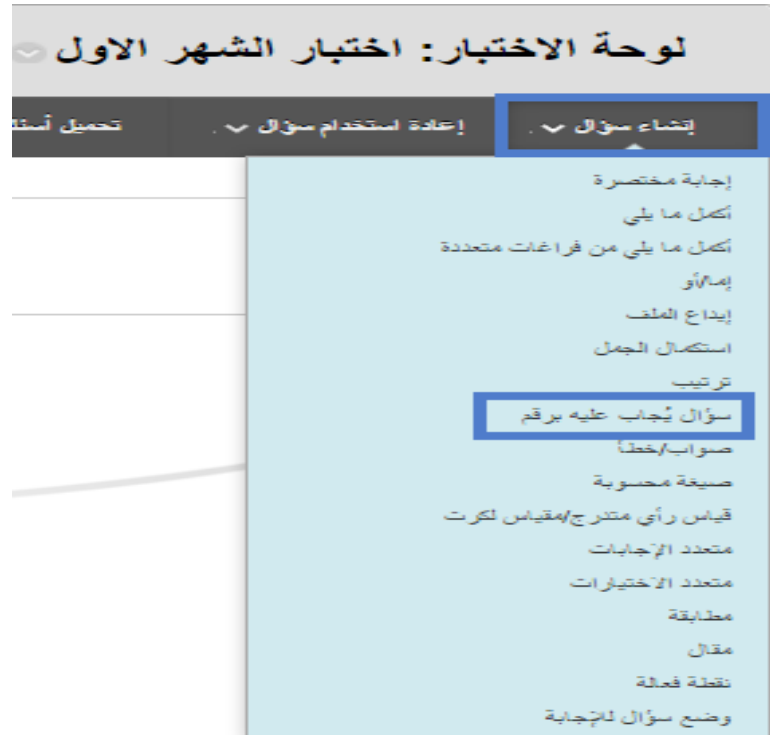 لوحة الاختبار: اختبار الشهر الاول
إنشاء سؤال إعادة استخدام سؤال تحميل
إجابة مختصرة
أكمل ما يلي
أكمل ما يلي من فراغات متعددة
إما/أو
إيداع الملف
استكمال الجمل
ترتيب
سؤال يُجاب عليه برقم
صواب/خطأ
صيغة محسوبة
قياس رأي متدرج/مقياس لكرت
متعدد الإجابات
متعدد الاختيارات
مطابقة
مقال
نقطة فعالة
وضع سؤال للإجابة